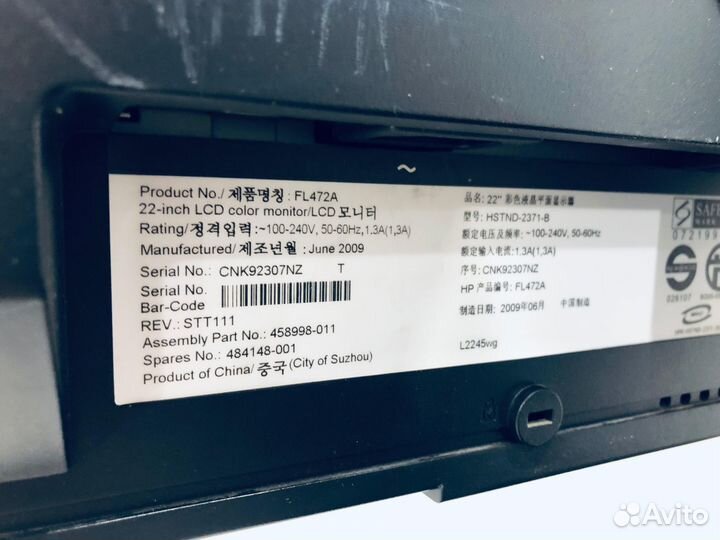 ~
Product No./ 제품명칭 : FL472A
22-inch LCD color monitor/LCD 모니터
Rating/정격입력 :~100-240V, 50-60Hz,1.3A(1,3A)
Manufactured/ 제조년월 : June 2009
Serial No.: CNK92307NZ T
Serial No.
Bar-Code
REV.: STT111
Assembly Part No.: 458998-011
Spares No.: 484148-001
Product of China/ 중국 (City of Suzhou)
品名: 22" 彩色液晶平面显示器
型号: HSTND-2371-B
额定电压及频率: ~100-240V, 50-60Hz
额定输入电流: 1.3A(1,3A)
序号: CNK92307NZ
HP 产品编号: FL472A
制造日期: 2009年06月 中国制造
L2245wg
072199
026107
Avito